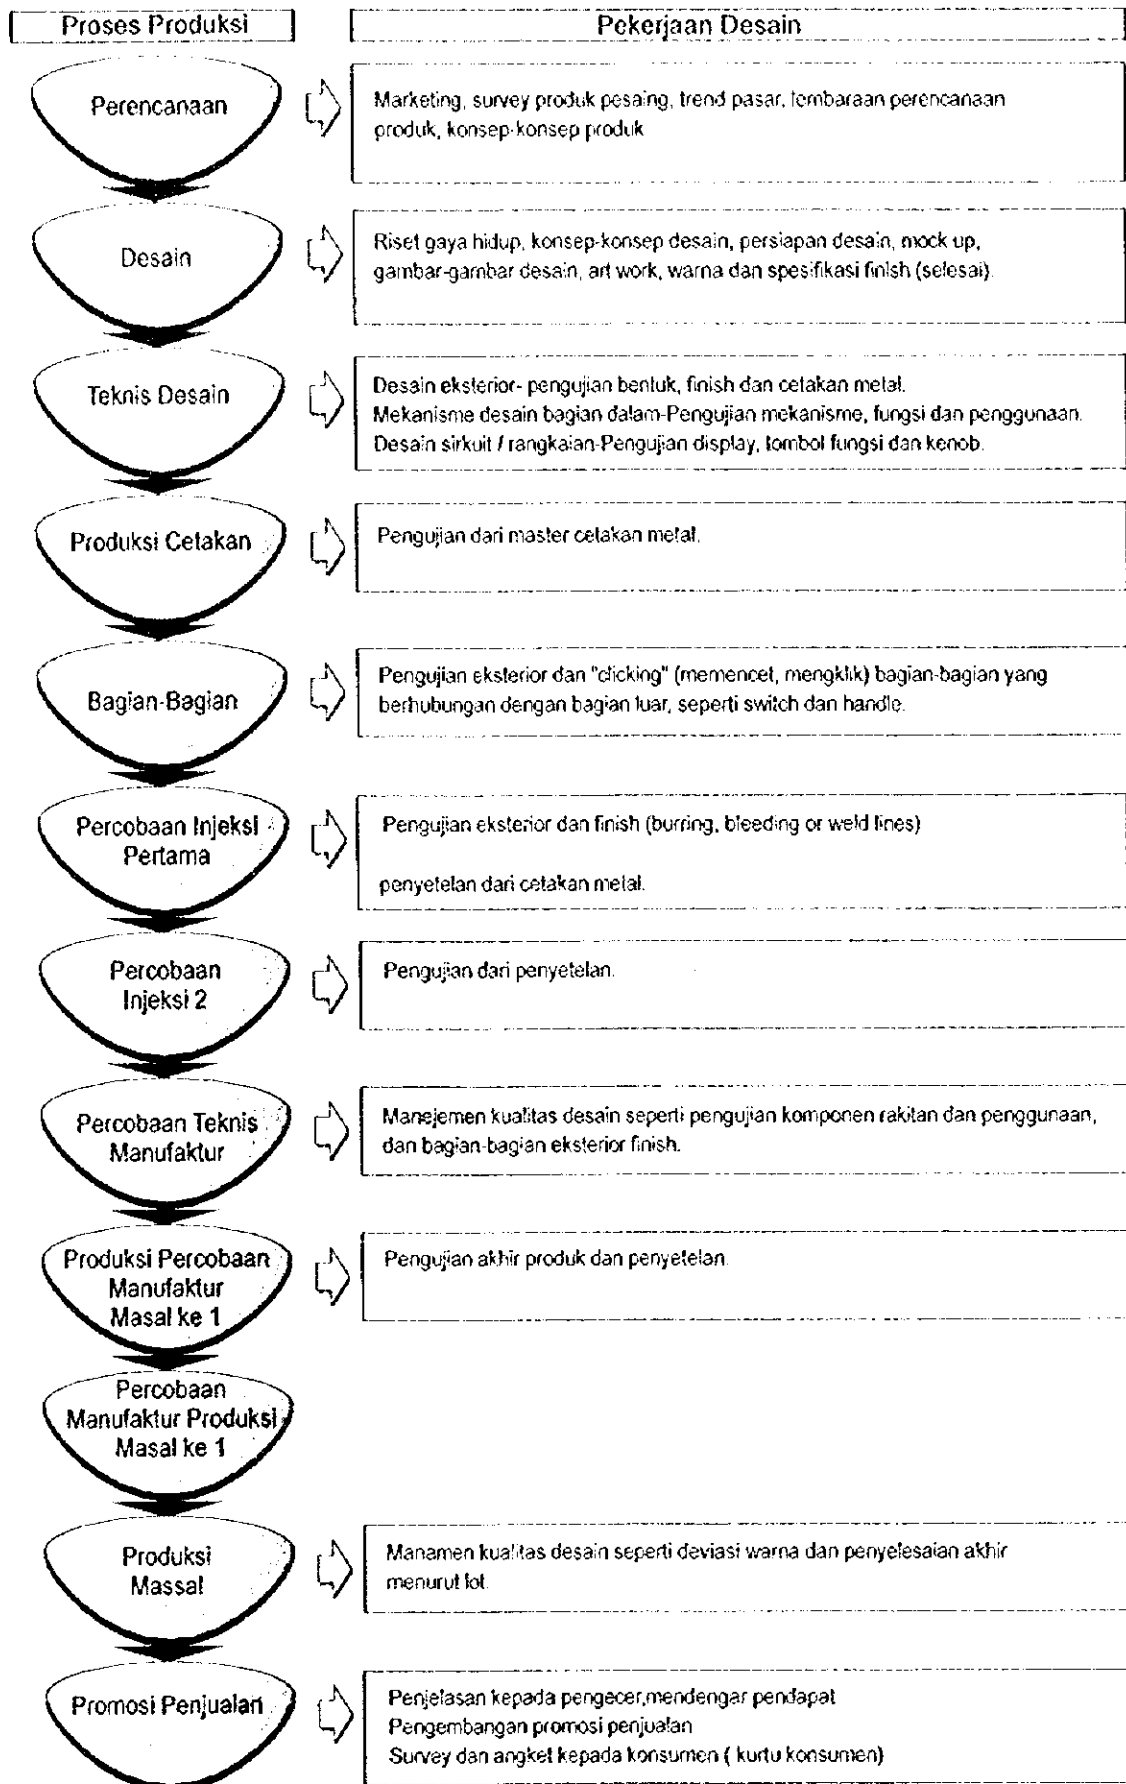 Proses Produksi
Pekerjaan Desain
Perencanaan
Marketing, survey produk pesaing, trend pasar, lembaraan perencanaan
produk, konsep-konsep produk
Desain
Riset gaya hidup, konsep-konsep desain, persiapan desain, mock up,
gambar-gambar desain, art work, warna dan spesifikasi finish (selesai).
Teknis Desain
Desain eksterior- pengujian bentuk, finish dan cetakan metal.
Mekanisme desain bagian dalam-Pengujian mekanisme, fungsi dan penggunaan.
Desain sirkuit / rangkaian-Pengujian display, tombol fungsi dan kenob.
Produksi Cetakan
Pengujian dari master cetakan metal.
Bagian-Bagian
Pengujian eksterior dan "clicking" (memencet, mengklik) bagian-bagian yang
berhubungan dengan bagian luar, seperti switch dan handle.
Percobaan Injeksi
Pertama
Pengujian eksterior dan finish (burring, bleeding or weld lines)
penyetelan dari cetakan metal.
Percobaan
Injeksi 2
Pengujian dari penyetelan.
Percobaan Teknis
Manufaktur
Manejemen kualitas desain seperti pengujian komponen rakitan dan penggunaan,
dan bagian-bagian eksterior finish.
Produksi Percobaan
Manufaktur
Masal ke 1
Pengujian akhir produk dan penyetelan.
Percobaan
Manufaktur Produksi
Masal ke 1
Produksi
Massal
Manamen kualitas desain seperti deviasi warna dan penyelesaian akhir
menurut lot.
Promosi Penjualan
Penjelasan kepada pengecer,mendengar pendapat
Pengembangan promosi penjualan
Survey dan angket kepada konsumen ( kurtu konsumen)